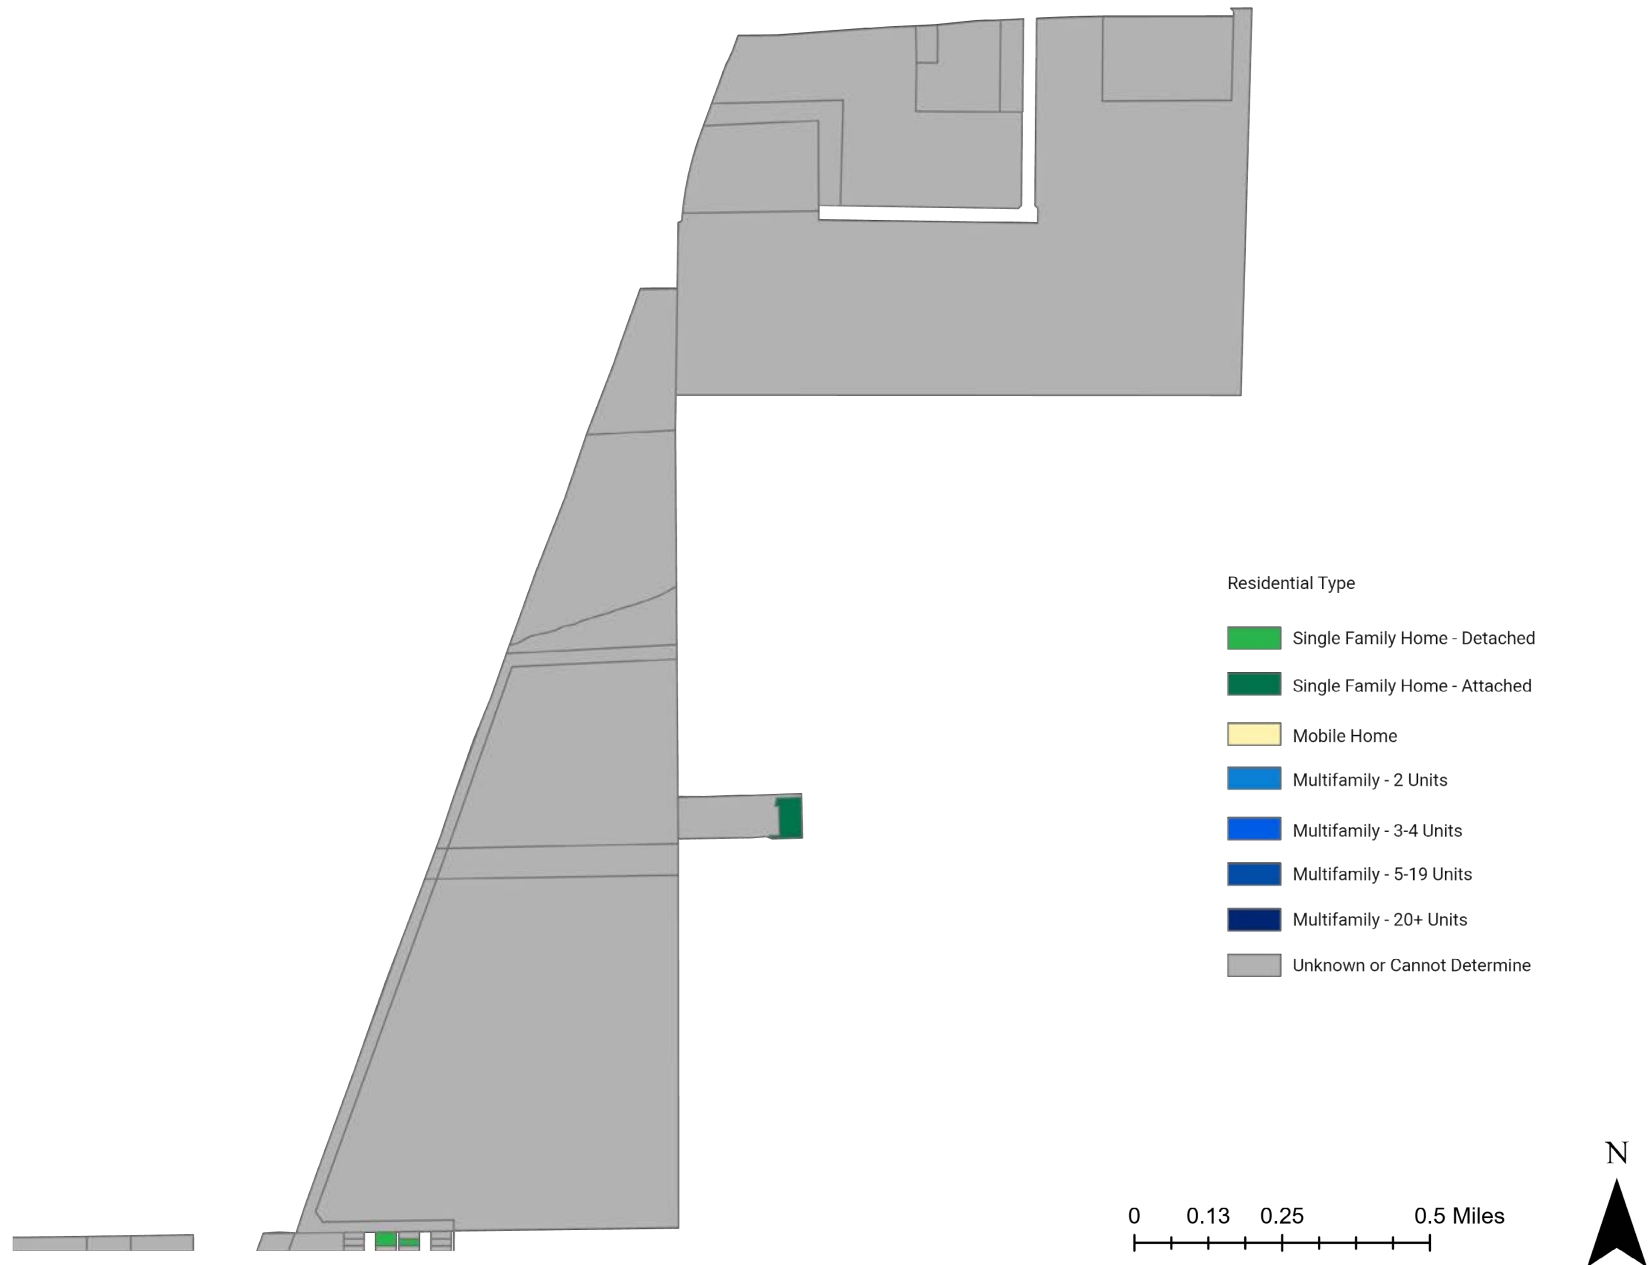 Residential Type
Single Family Home - Detached
Single Family Home - Attached
Mobile Home
Multifamily - 2 Units
Multifamily - 3-4 Units
Multifamily - 5-19 Units
Multifamily - 20+ Units
Unknown or Cannot Determine
N
0 0.13 0.25 0.5 Miles